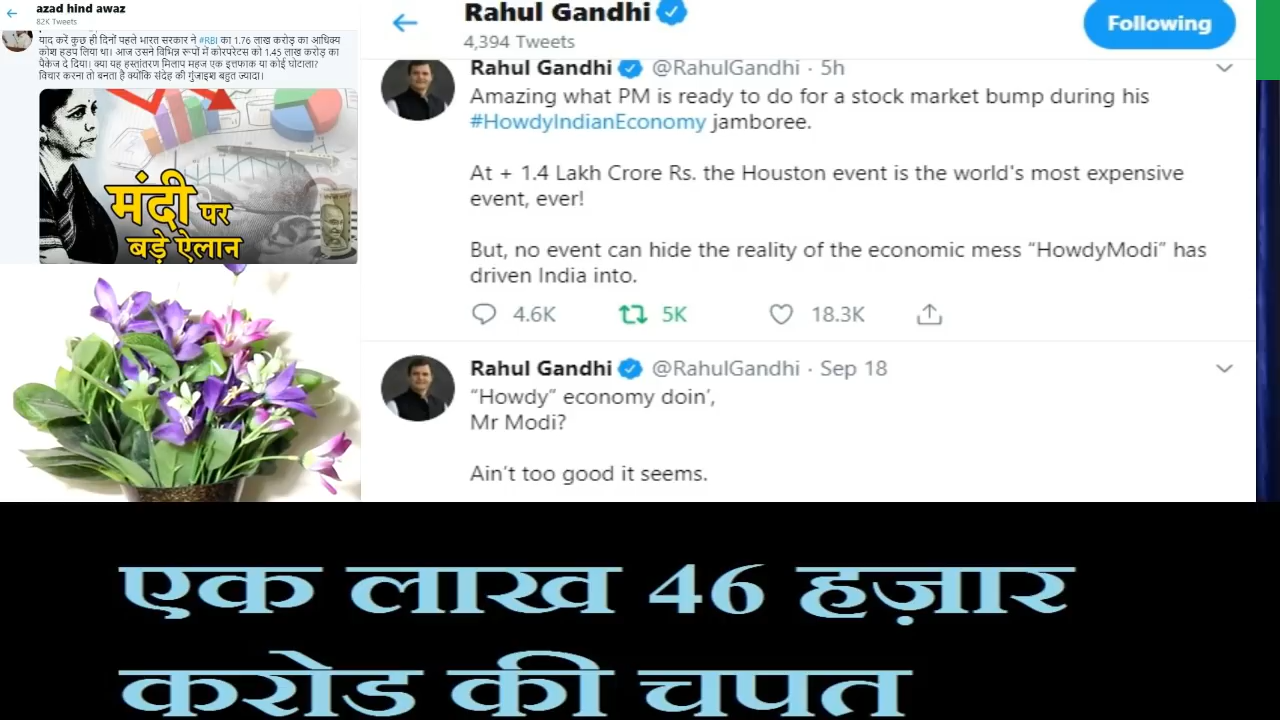 azad hind awaz
82K Tweets
याद करें कुछ ही दिनों पहले भारत सरकार ने #RBI का 1.76 लाख करोड़ का आधिक्य
कोश हडप लिया था। आज उसने विभिन्न रूपों में कोरपरेटस को 1.45 लाख करोड़ का
पैकेज दे दिया। क्या यह हस्तांतरण मिलाप महज एक इत्तफाक या कोई घोटाला?
विचार करना तो बनता है क्योंकि संदेह की गुंजाइश बहुत ज्यादा।
मंदी पर
बड़े ऐलान
Rahul Gandhi
4,394 Tweets
Following
Rahul Gandhi @RahulGandhi · 5h
Amazing what PM is ready to do for a stock market bump during his
#HowdyIndianEconomy jamboree.
At + 1.4 Lakh Crore Rs. the Houston event is the world's most expensive
event, ever!
But, no event can hide the reality of the economic mess “HowdyModi” has
driven India into.
4.6K 5K 18.3K
Rahul Gandhi @RahulGandhi · Sep 18
“Howdy” economy doin’,
Mr Modi?
Ain’t too good it seems.
एक लाख 46 हज़ार
करोड की चपत